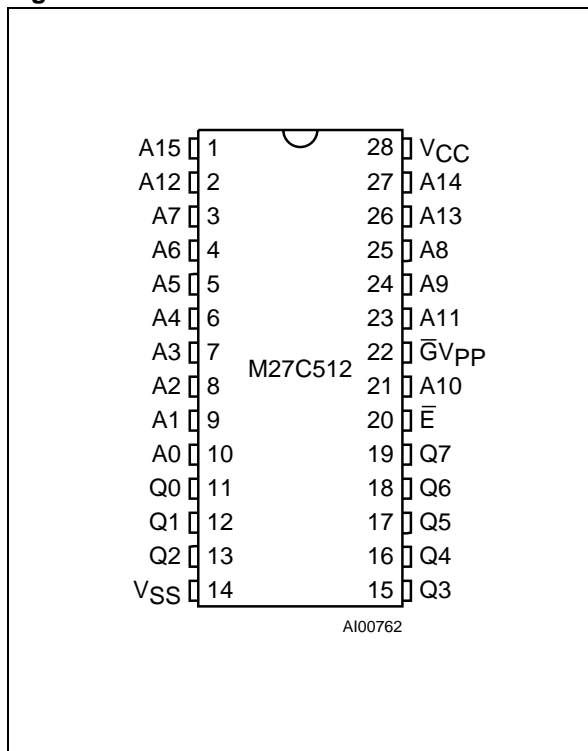 A15 1 28 VCC
A12 2 27 A14
A7 3 26 A13
A6 4 25 A8
A5 5 24 A9
A4 6 23 A11
A3 7 22 G̅VPP
M27C512
A2 8 21 A10
A1 9 20 E̅
A0 10 19 Q7
Q0 11 18 Q6
Q1 12 17 Q5
Q2 13 16 Q4
VSS 14 15 Q3
AI00762